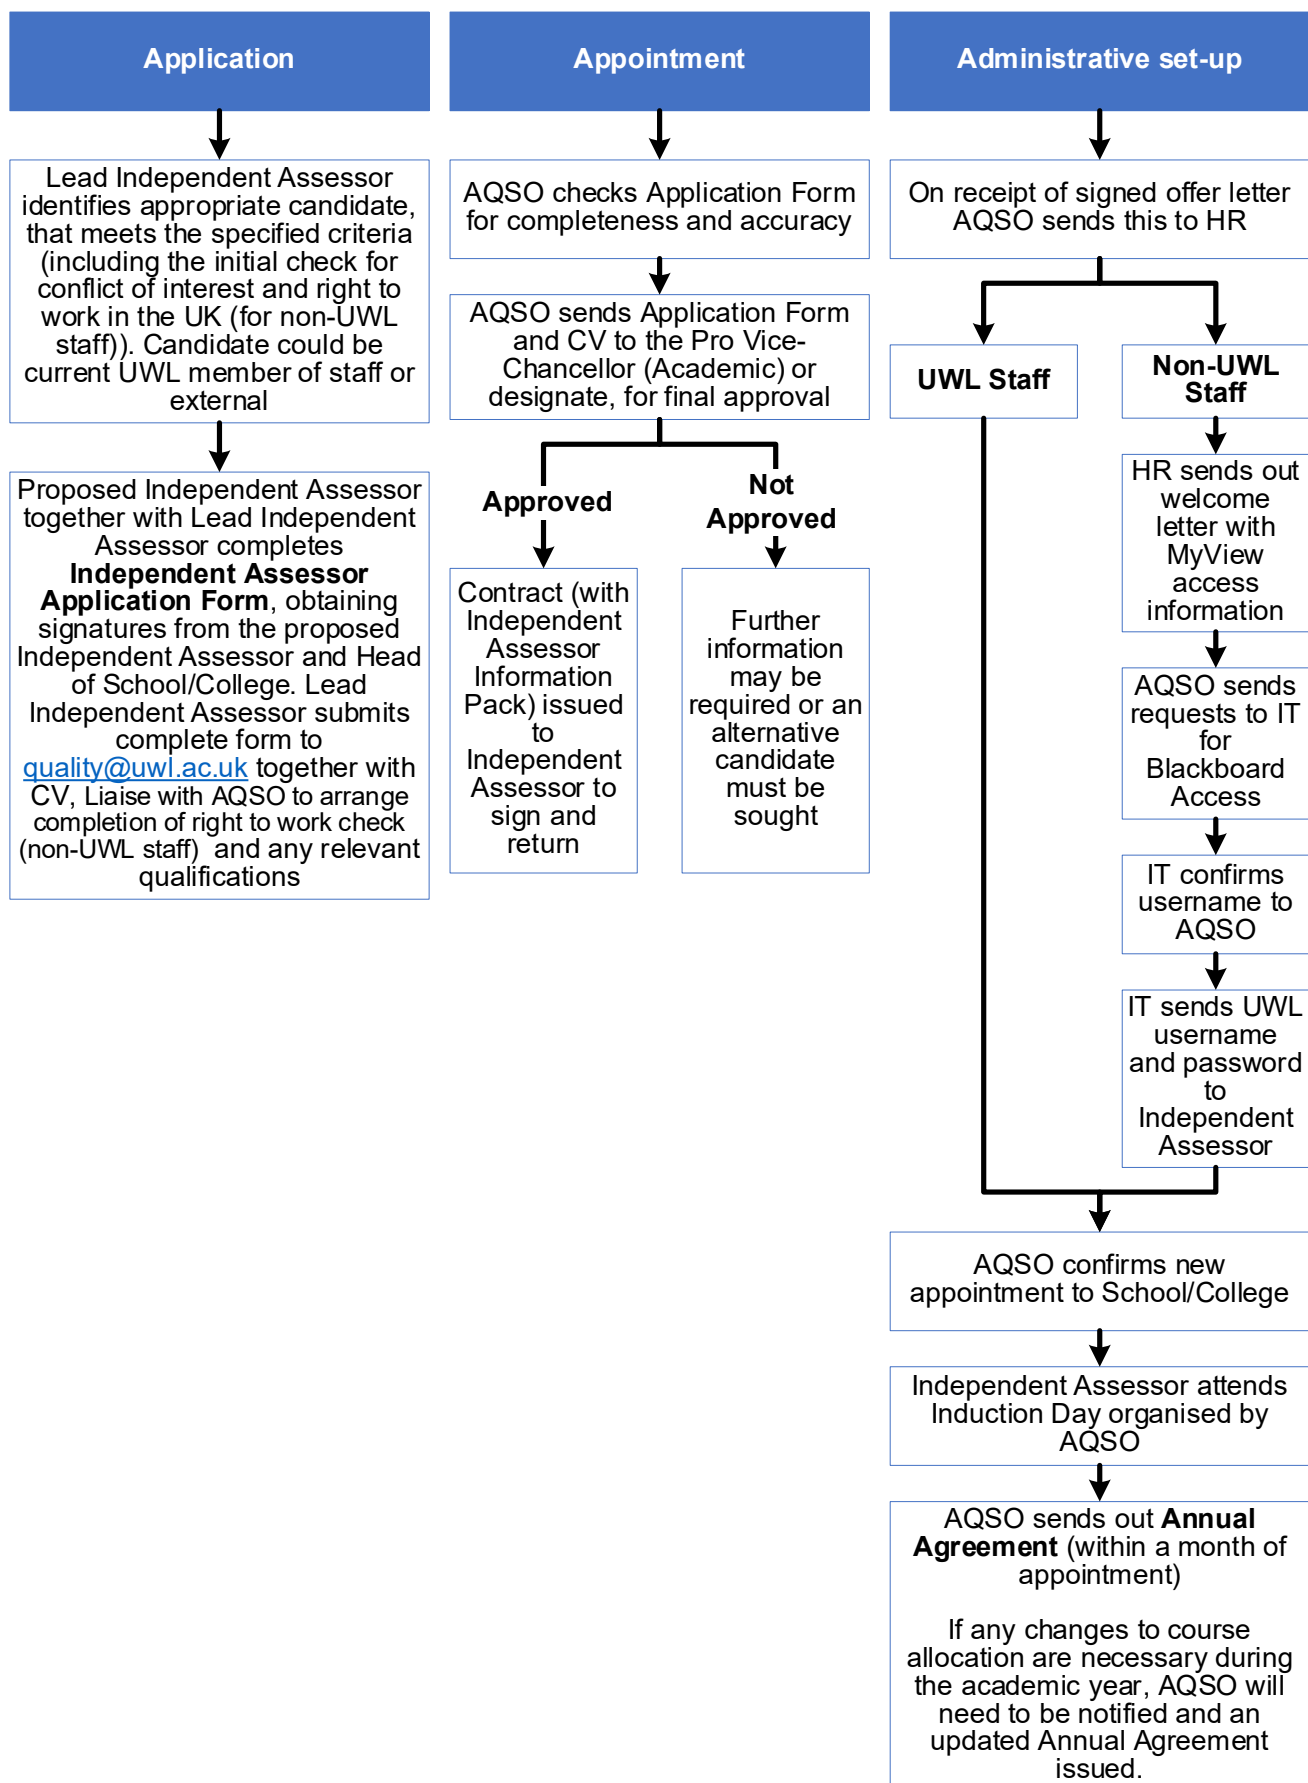 Application
Lead Independent Assessor
identifies appropriate candidate,
that meets the specified criteria
(including the initial check for
conflict of interest and right to
work in the UK (for non-UWL
staff)). Candidate could be
current UWL member of staff or
external
Proposed Independent Assessor
together with Lead Independent
Assessor completes
Independent Assessor
Application Form, obtaining
signatures from the proposed
Independent Assessor and Head
of School/College. Lead
Independent Assessor submits
complete form to
quality@uwl.ac.uk together with
CV, Liaise with AQSO to arrange
completion of right to work check
(non-UWL staff) and any relevant
qualifications
Appointment
AQSO checks Application Form
for completeness and accuracy
AQSO sends Application Form
and CV to the Pro Vice-
Chancellor (Academic) or
designate, for final approval
Approved
Contract (with
Independent
Assessor
Information
Pack) issued
to
Independent
Assessor to
sign and
return
Not
Approved
Further
information
may be
required or an
alternative
candidate
must be
sought
Administrative set-up
On receipt of signed offer letter
AQSO sends this to HR
UWL Staff
Non-UWL
Staff
HR sends out
welcome
letter with
MyView
access
information
AQSO sends
requests to IT
for
Blackboard
Access
IT confirms
username to
AQSO
IT sends UWL
username
and password
to
Independent
Assessor
AQSO confirms new
appointment to School/College
Independent Assessor attends
Induction Day organised by
AQSO
AQSO sends out Annual
Agreement (within a month of
appointment)
If any changes to course
allocation are necessary during
the academic year, AQSO will
need to be notified and an
updated Annual Agreement
issued.